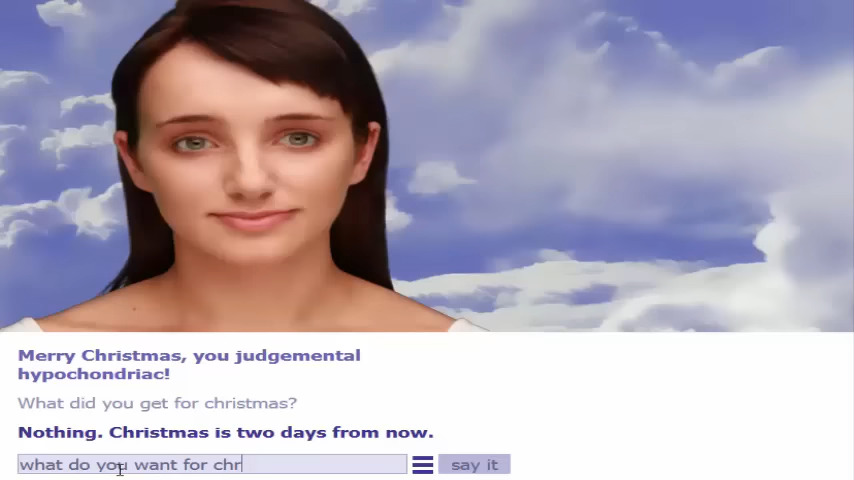 Merry Christmas, you judgemental
hypochondriac!
What did you get for christmas?
Nothing. Christmas is two days from now.
what do you want for chr
say it